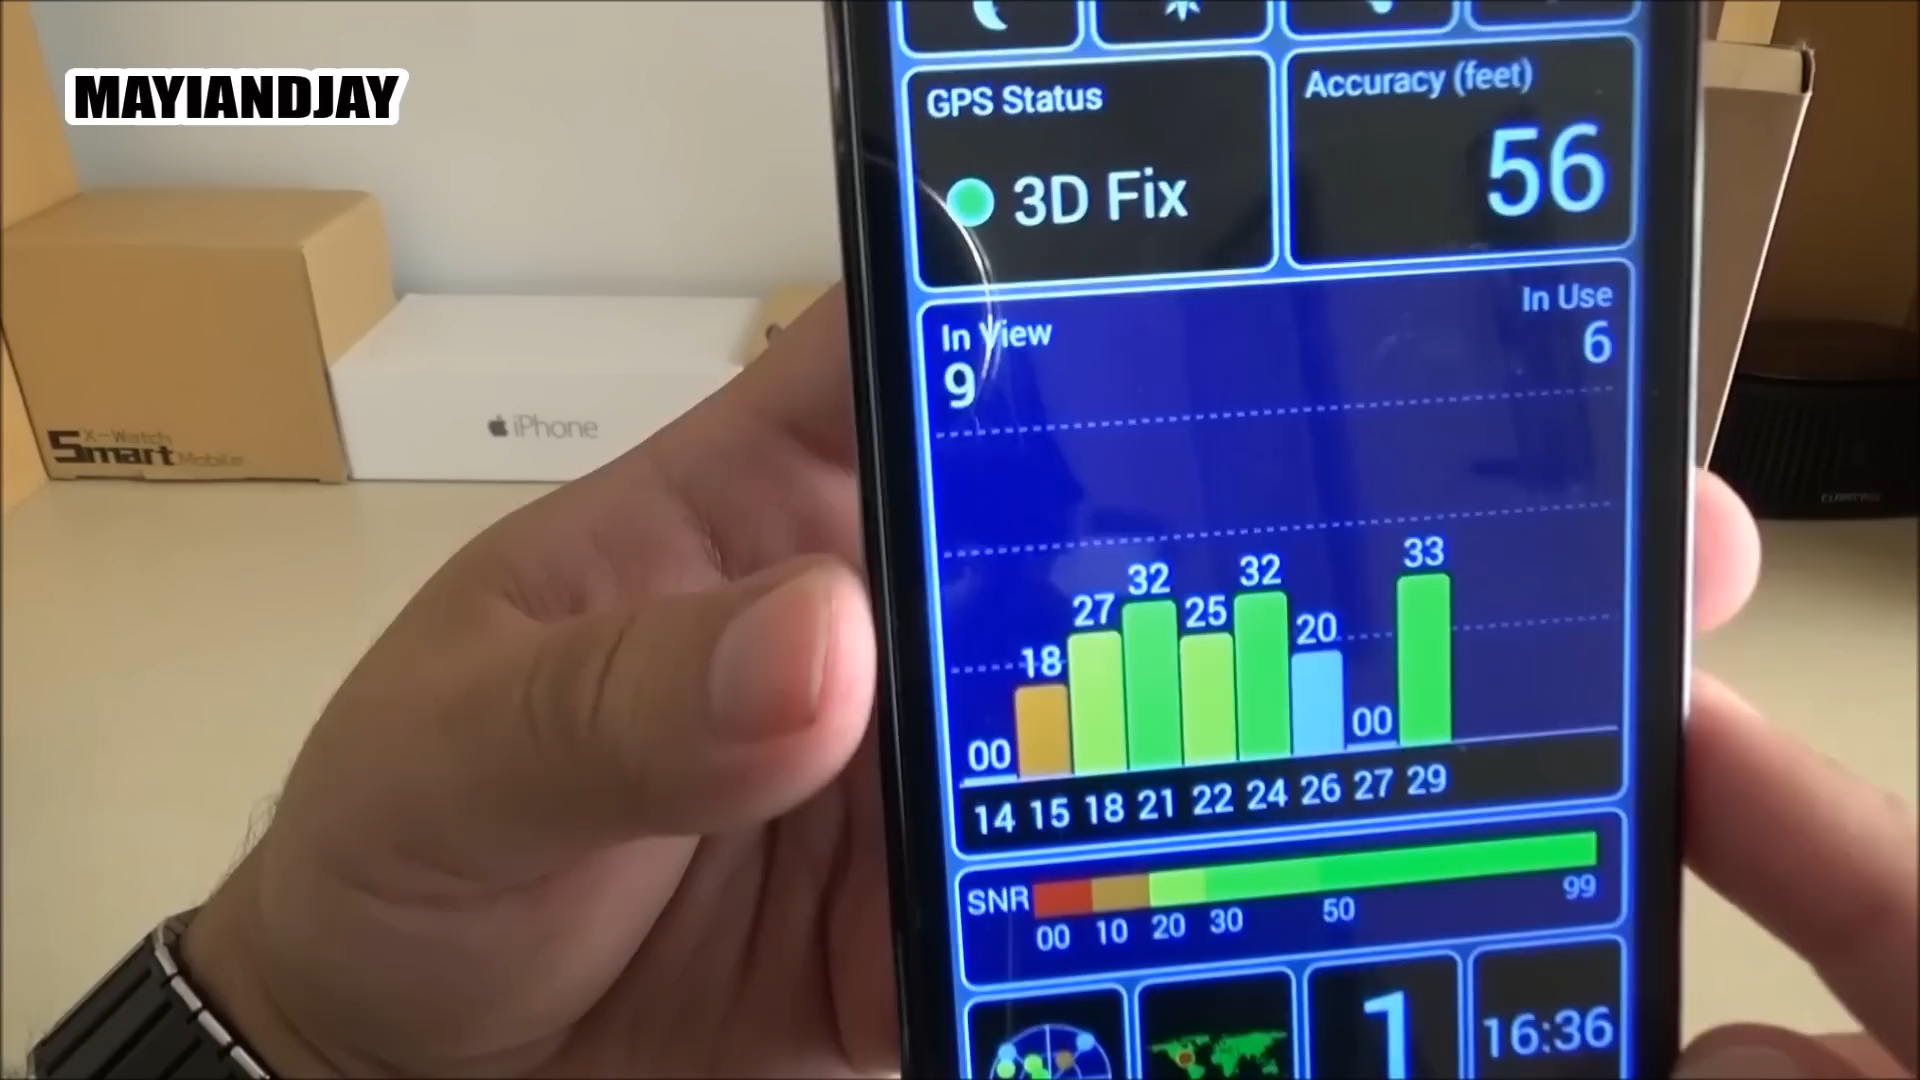 MAYIANDJAY
GPS Status
3D Fix
Accuracy (feet)
56
In View
9
In Use
6
00 18 27 32 25 32 20 00 33
14 15 18 21 22 24 26 27 29
SNR
00 10 20 30 50 99
1
16:36
iPhone
X-Watch
Smart Mobile